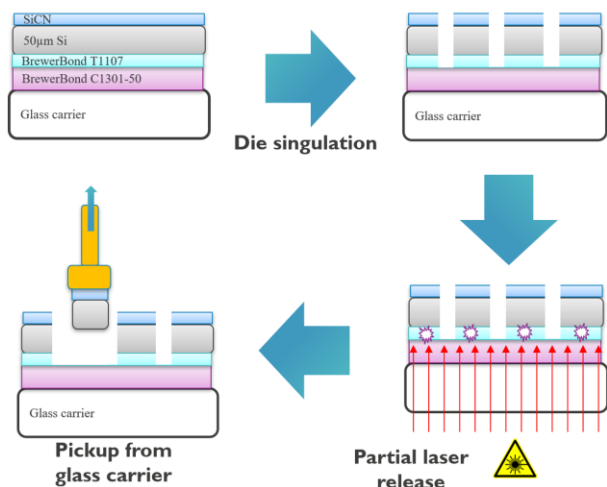 SiCN
50µm Si
BrewerBond T1107
BrewerBond C1301-50
Glass carrier
Die singulation
Glass carrier
Glass carrier
Pickup from
glass carrier
Partial laser
release